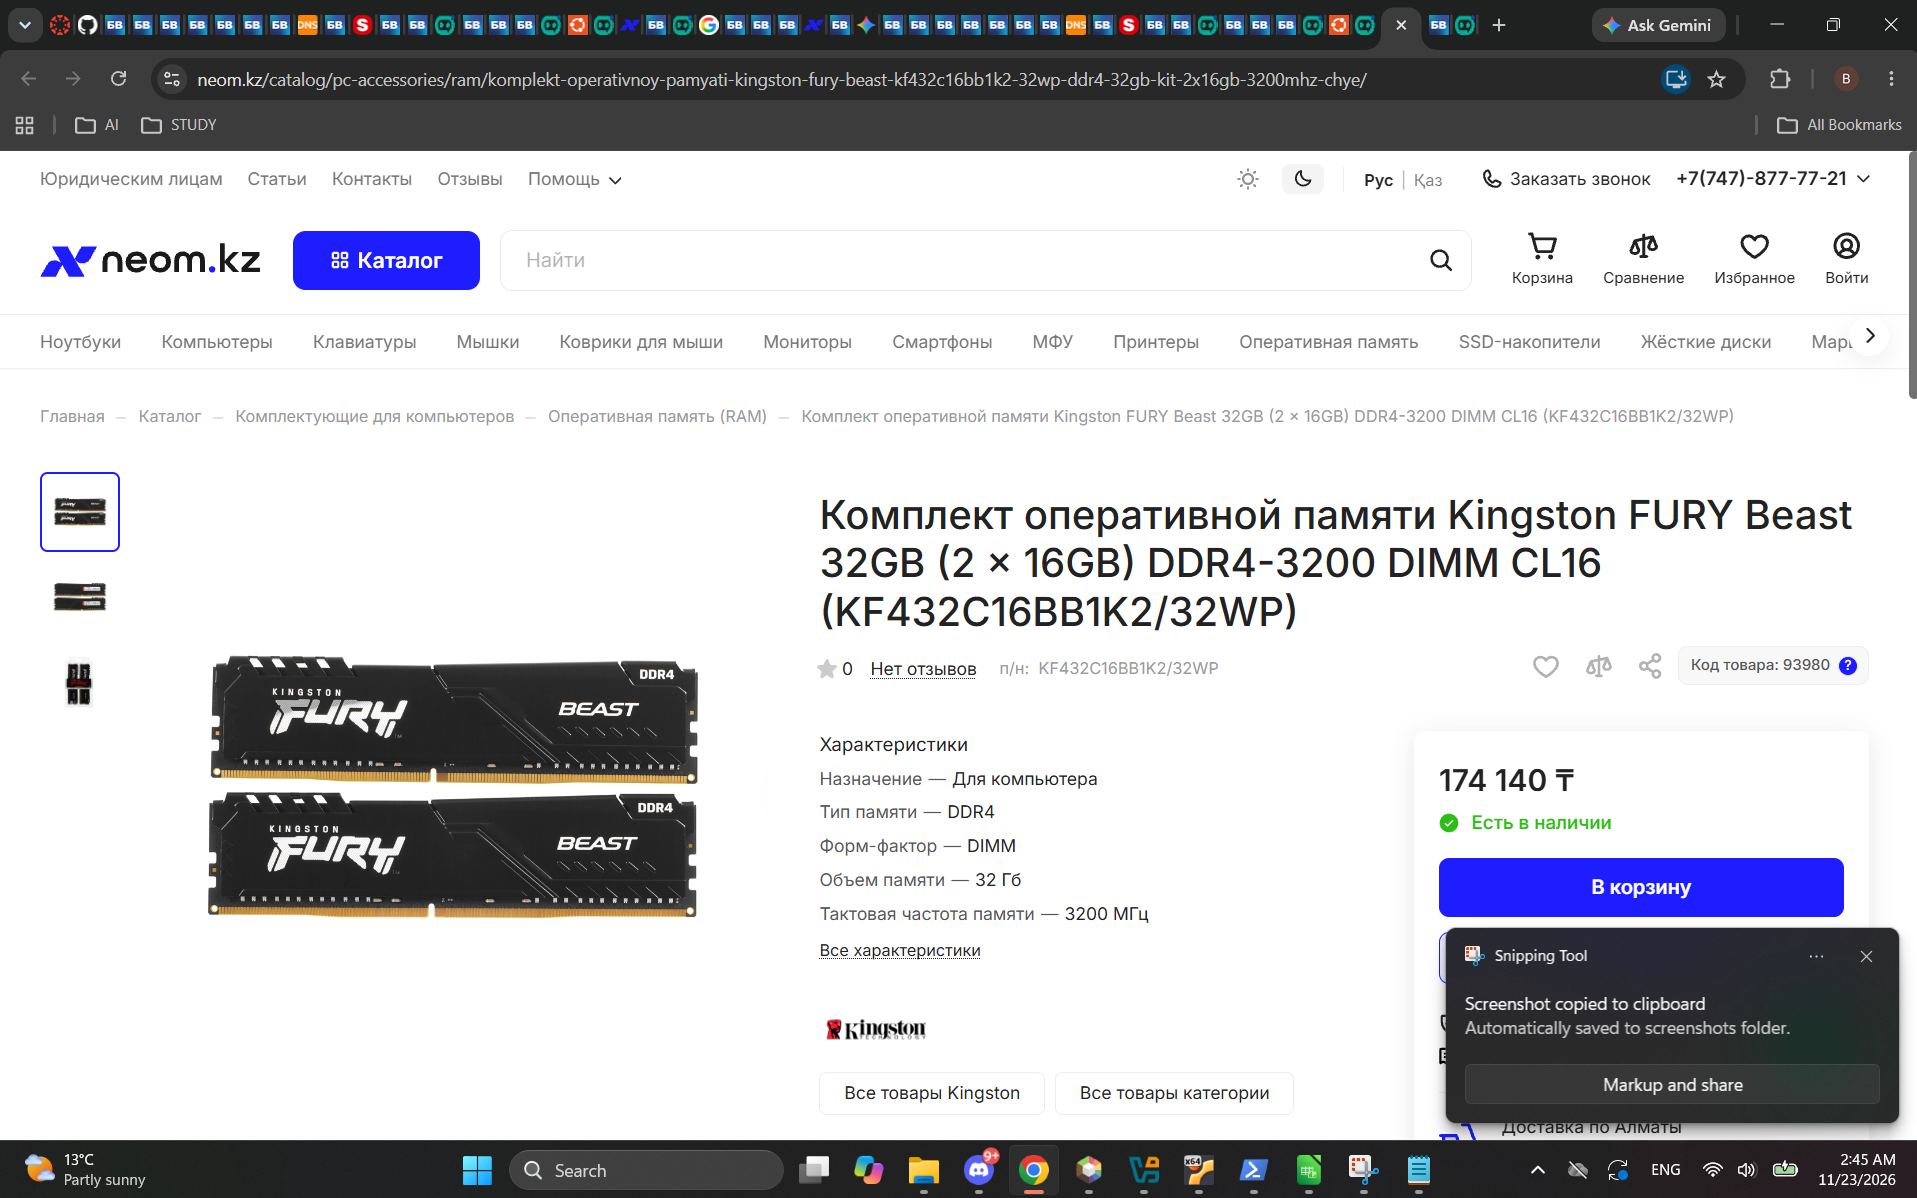 Ask Gemini
neom.kz/catalog/pc-accessories/ram/komplekt-operativnoy-pamyati-kingston-fury-beast-kf432c16bb1k2-32wp-ddr4-32gb-kit-2x16gb-3200mhz-chye/
B
AI
STUDY
All Bookmarks
Юридическим лицам
Статьи
Контакты
Отзывы
Помощь
Рус | Қаз
Заказать звонок
+7(747)-877-77-21
neom.kz
Каталог
Найти
Корзина
Сравнение
Избранное
Войти
Ноутбуки
Компьютеры
Клавиатуры
Мышки
Коврики для мыши
Мониторы
Смартфоны
МФУ
Принтеры
Оперативная память
SSD-накопители
Жёсткие диски
Главная — Каталог — Комплектующие для компьютеров — Оперативная память (RAM) — Комплект оперативной памяти Kingston FURY Beast 32GB (2 × 16GB) DDR4-3200 DIMM CL16 (KF432C16BB1K2/32WP)
Комплект оперативной памяти Kingston FURY Beast
32GB (2 × 16GB) DDR4-3200 DIMM CL16
(KF432C16BB1K2/32WP)
0
Нет отзывов
п/н: KF432C16BB1K2/32WP
Код товара: 93980
?
KINGSTON
FURY
BEAST
DDR4
KINGSTON
FURY
BEAST
DDR4
Характеристики
Назначение — Для компьютера
Тип памяти — DDR4
Форм-фактор — DIMM
Объем памяти — 32 Гб
Тактовая частота памяти — 3200 МГц
Все характеристики
Kingston
TECHNOLOGY
Все товары Kingston
Все товары категории
174 140 ₸
Есть в наличии
В корзину
Snipping Tool
Screenshot copied to clipboard
Automatically saved to screenshots folder.
Markup and share
Доставка по Алматы
13°C
Partly sunny
Search
9+
x64
ENG
2:45 AM
11/23/2026